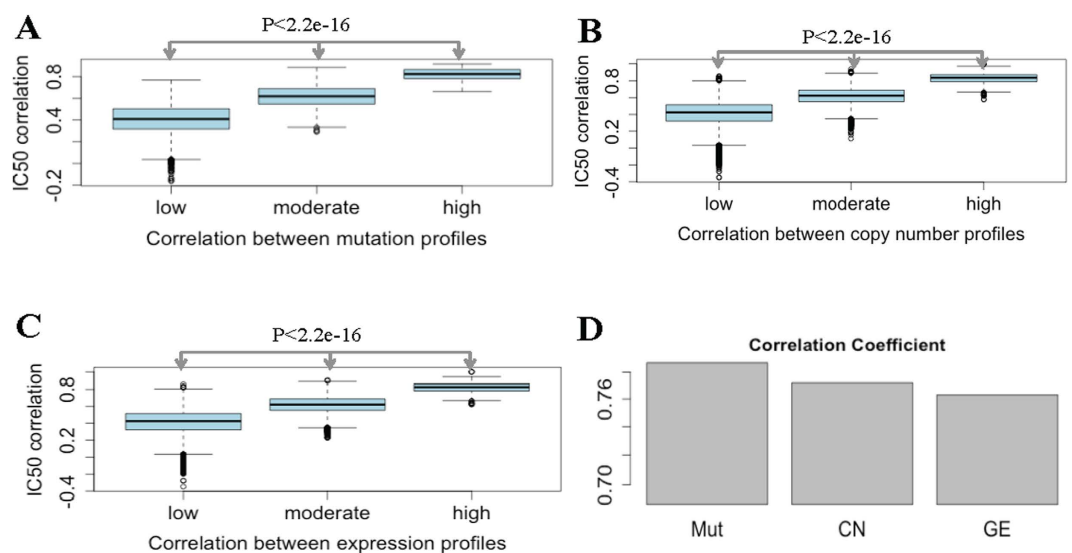 A
P<2.2e-16
IC50 correlation
0.8
0.4
-0.2
low moderate high
Correlation between mutation profiles
B
P<2.2e-16
IC50 correlation
0.8
0.2
-0.4
low moderate high
Correlation between copy number profiles
C
P<2.2e-16
IC50 correlation
0.8
0.2
-0.4
low moderate high
Correlation between expression profiles
D
Correlation Coefficient
0.76
0.70
Mut CN GE